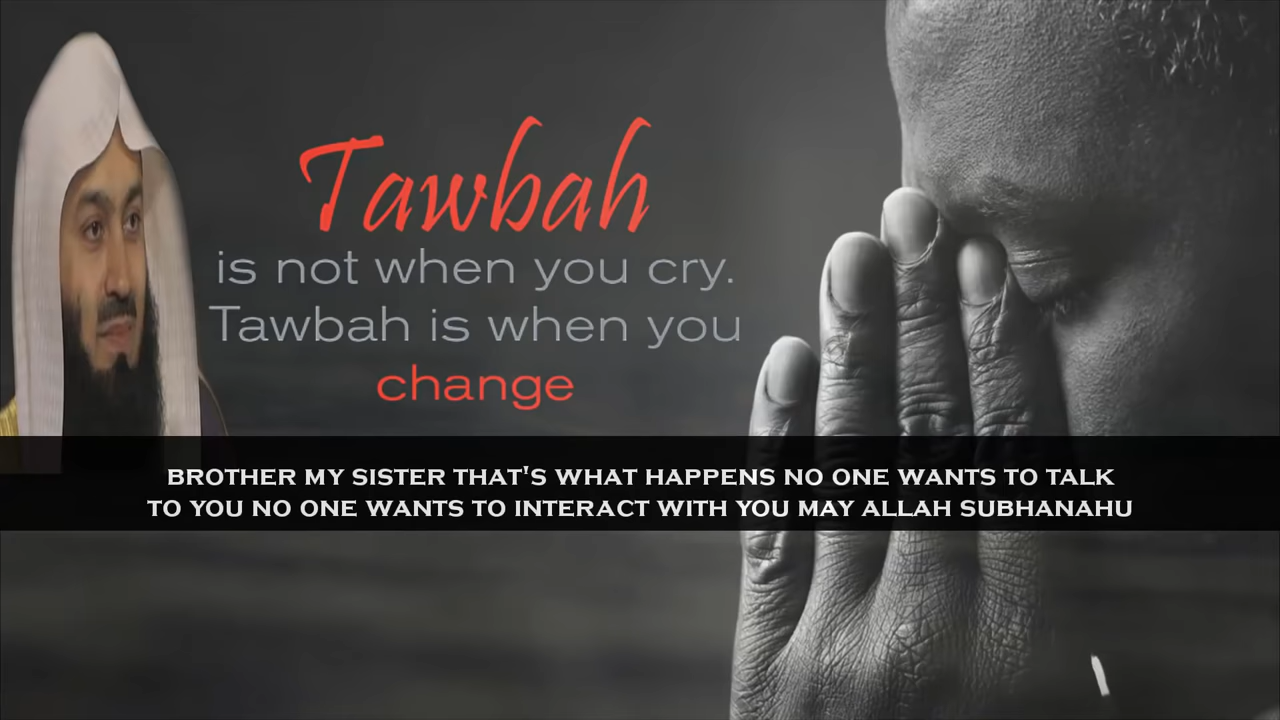 Tawbah
is not when you cry.
Tawbah is when you
change
BROTHER MY SISTER THAT'S WHAT HAPPENS NO ONE WANTS TO TALK
TO YOU NO ONE WANTS TO INTERACT WITH YOU MAY ALLAH SUBHANAHU